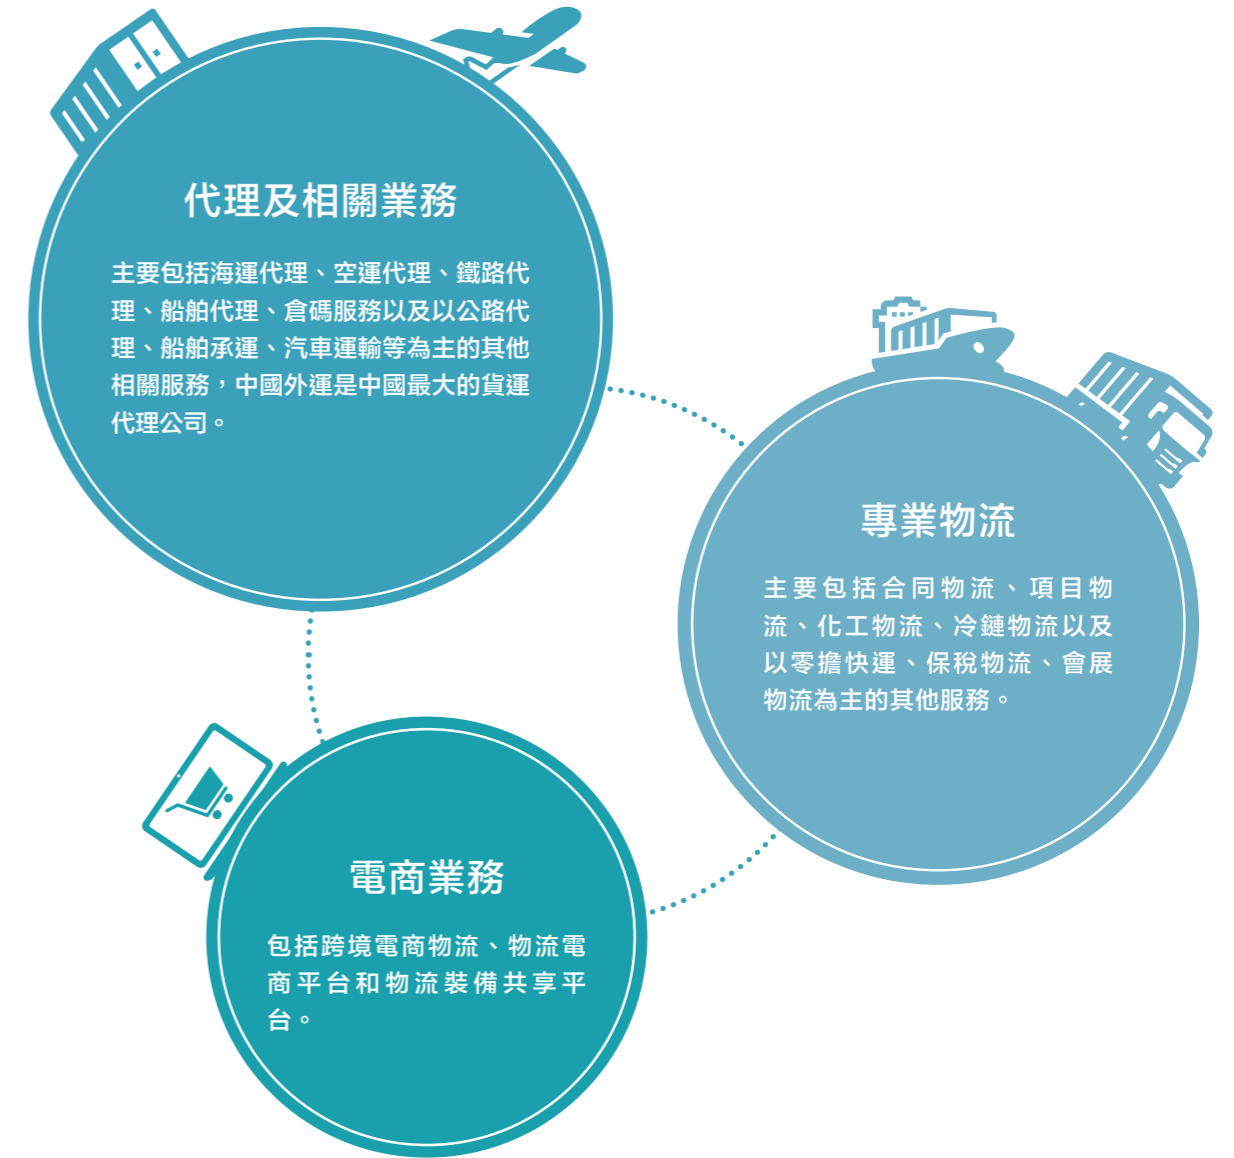 代理及相關業務
主要包括海運代理、空運代理、鐵路代
理、船舶代理、倉碼服務以及以公路代
理、船舶承運、汽車運輸等為主的其他
相關服務，中國外運是中國最大的貨運
代理公司。
專業物流
主要包括合同物流、項目物
流、化工物流、冷鏈物流以及
以零擔快運、保稅物流、會展
物流為主的其他服務。
電商業務
包括跨境電商物流、物流電
商平台和物流裝備共享平
台。